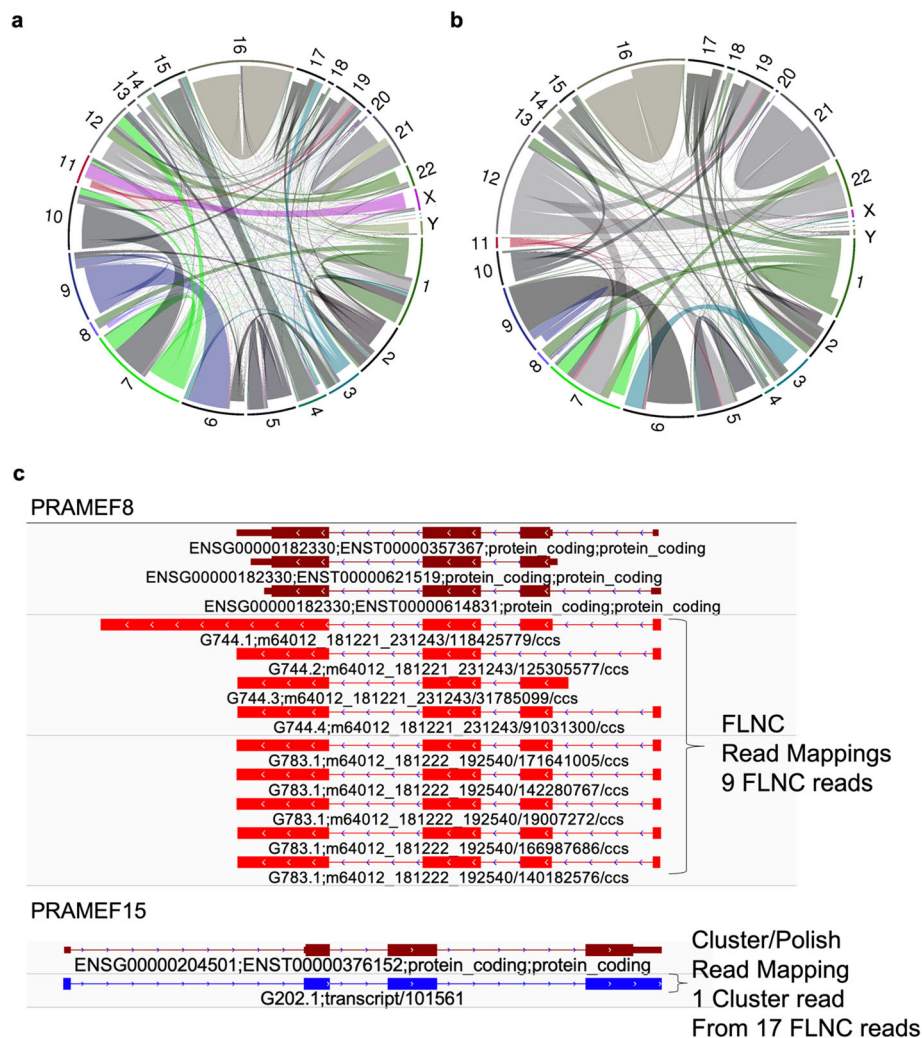 a
16
17
18
19
20
21
22
X
Y
1
2
3
4
5
6
7
8
9
10
11
12
13
14
15
b
16
17
18
19
20
21
22
X
Y
1
2
3
4
5
6
7
8
9
10
11
12
13
14
15
c
PRAMEF8
ENSG00000182330;ENST00000357367;protein_coding;protein_coding
ENSG00000182330;ENST00000621519;protein_coding;protein_coding
ENSG00000182330;ENST00000614831;protein_coding;protein_coding
G744.1;m64012_181221_231243/118425779/ccs
G744.2;m64012_181221_231243/125305577/ccs
G744.3;m64012_181221_231243/31785099/ccs
G744.4;m64012_181221_231243/91031300/ccs
G783.1;m64012_181222_192540/171641005/ccs
G783.1;m64012_181222_192540/142280767/ccs
G783.1;m64012_181222_192540/19007272/ccs
G783.1;m64012_181222_192540/166987686/ccs
G783.1;m64012_181222_192540/140182576/ccs
FLNC
Read Mappings
9 FLNC reads
PRAMEF15
ENSG00000204501;ENST00000376152;protein_coding;protein_coding
G202.1;transcript/101561
Cluster/Polish
Read Mapping
1 Cluster read
From 17 FLNC reads